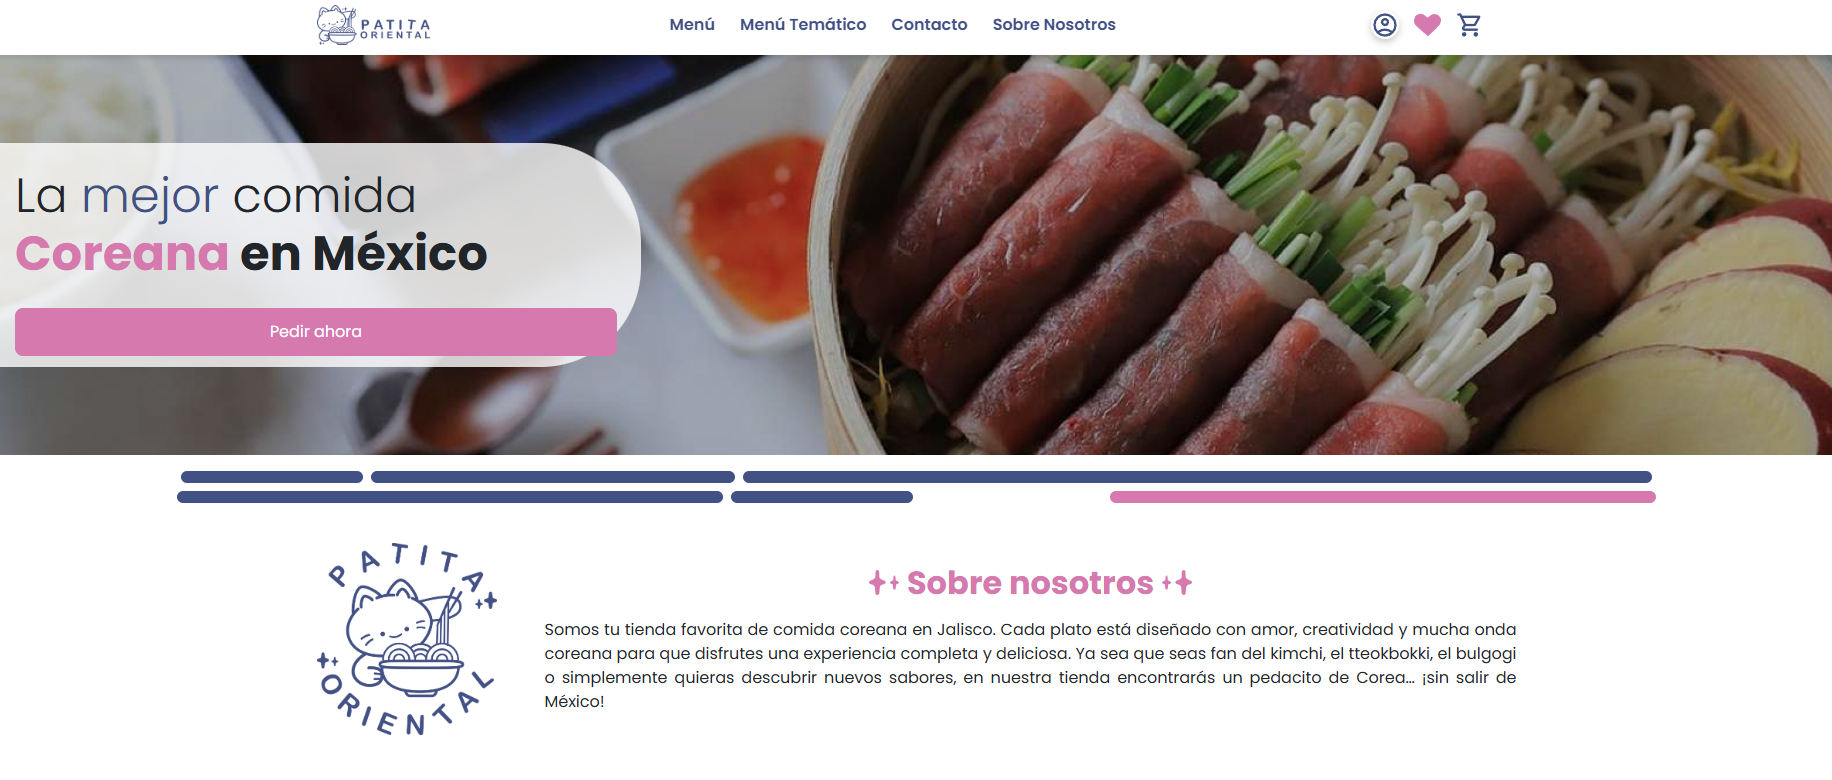 PATITA
ORIENTAL
Menú
Menú Temático
Contacto
Sobre Nosotros
La mejor comida
Coreana en México
Pedir ahora
PATITA
ORIENTAL
Sobre nosotros
Somos tu tienda favorita de comida coreana en Jalisco. Cada plato está diseñado con amor, creatividad y mucha onda
coreana para que disfrutes una experiencia completa y deliciosa. Ya sea que seas fan del kimchi, el tteokbokki, el bulgogi
o simplemente quieras descubrir nuevos sabores, en nuestra tienda encontrarás un pedacito de Corea... ¡sin salir de
México!